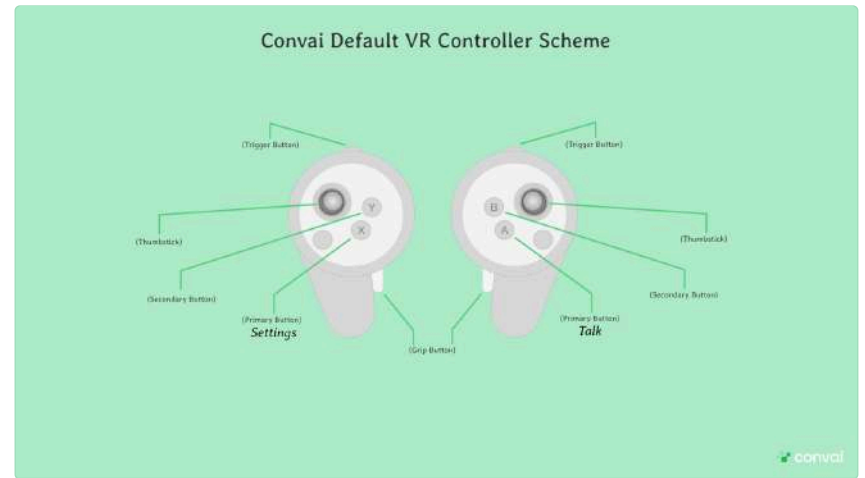 Convai Default VR Controller Scheme
(Trigger Button)
(Trigger Button)
Y
B
X
A
(Thumbstick)
(Thumbstick)
(Secondary Button)
(Secondary Button)
(Primary Button)
Settings
(Primary Button)
Talk
(Grip Button)
convai